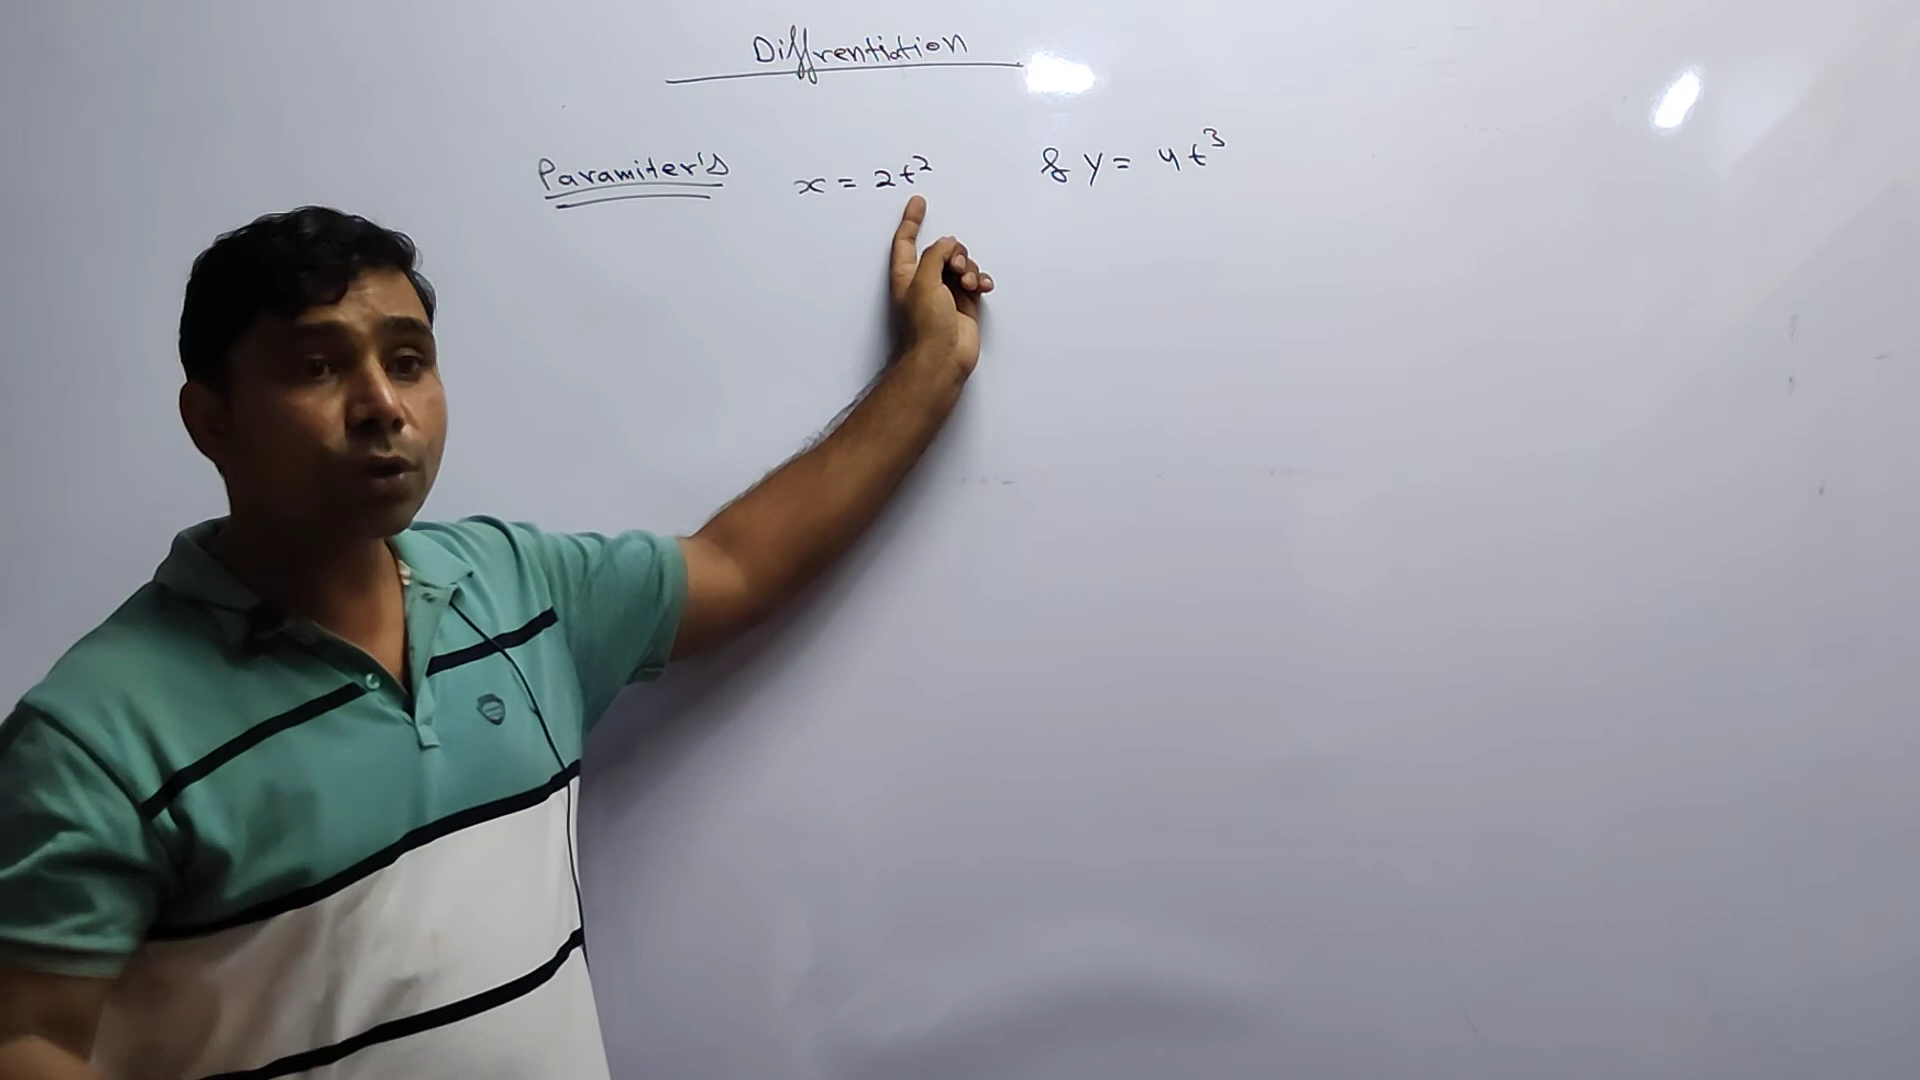 Diffrentiation
Paramiter's x = 2t² & y = 4t³